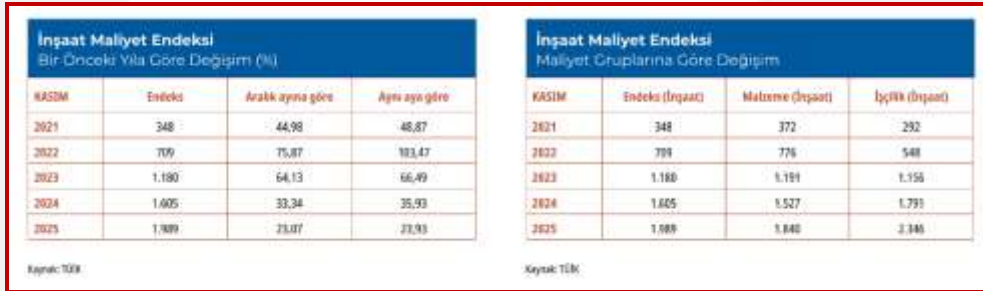 İnşaat Maliyet Endeksi
Bir Önceki Yıla Göre Değişim (%)
KASIM Endeks Aralık ayına göre Aynı aya göre
2021 348 44,98 48,87
2022 709 75,87 103,47
2023 1.180 64,13 66,49
2024 1.605 33,34 35,93
2025 1.989 23,07 23,93
Kaynak: TÜİK
İnşaat Maliyet Endeksi
Maliyet Gruplarına Göre Değişim
KASIM Endeks (İnşaat) Malzeme (İnşaat) İşçilik (İnşaat)
2021 348 372 292
2022 709 776 548
2023 1.180 1.191 1.156
2024 1.605 1.527 1.791
2025 1.989 1.840 2.346
Kaynak: TÜİK